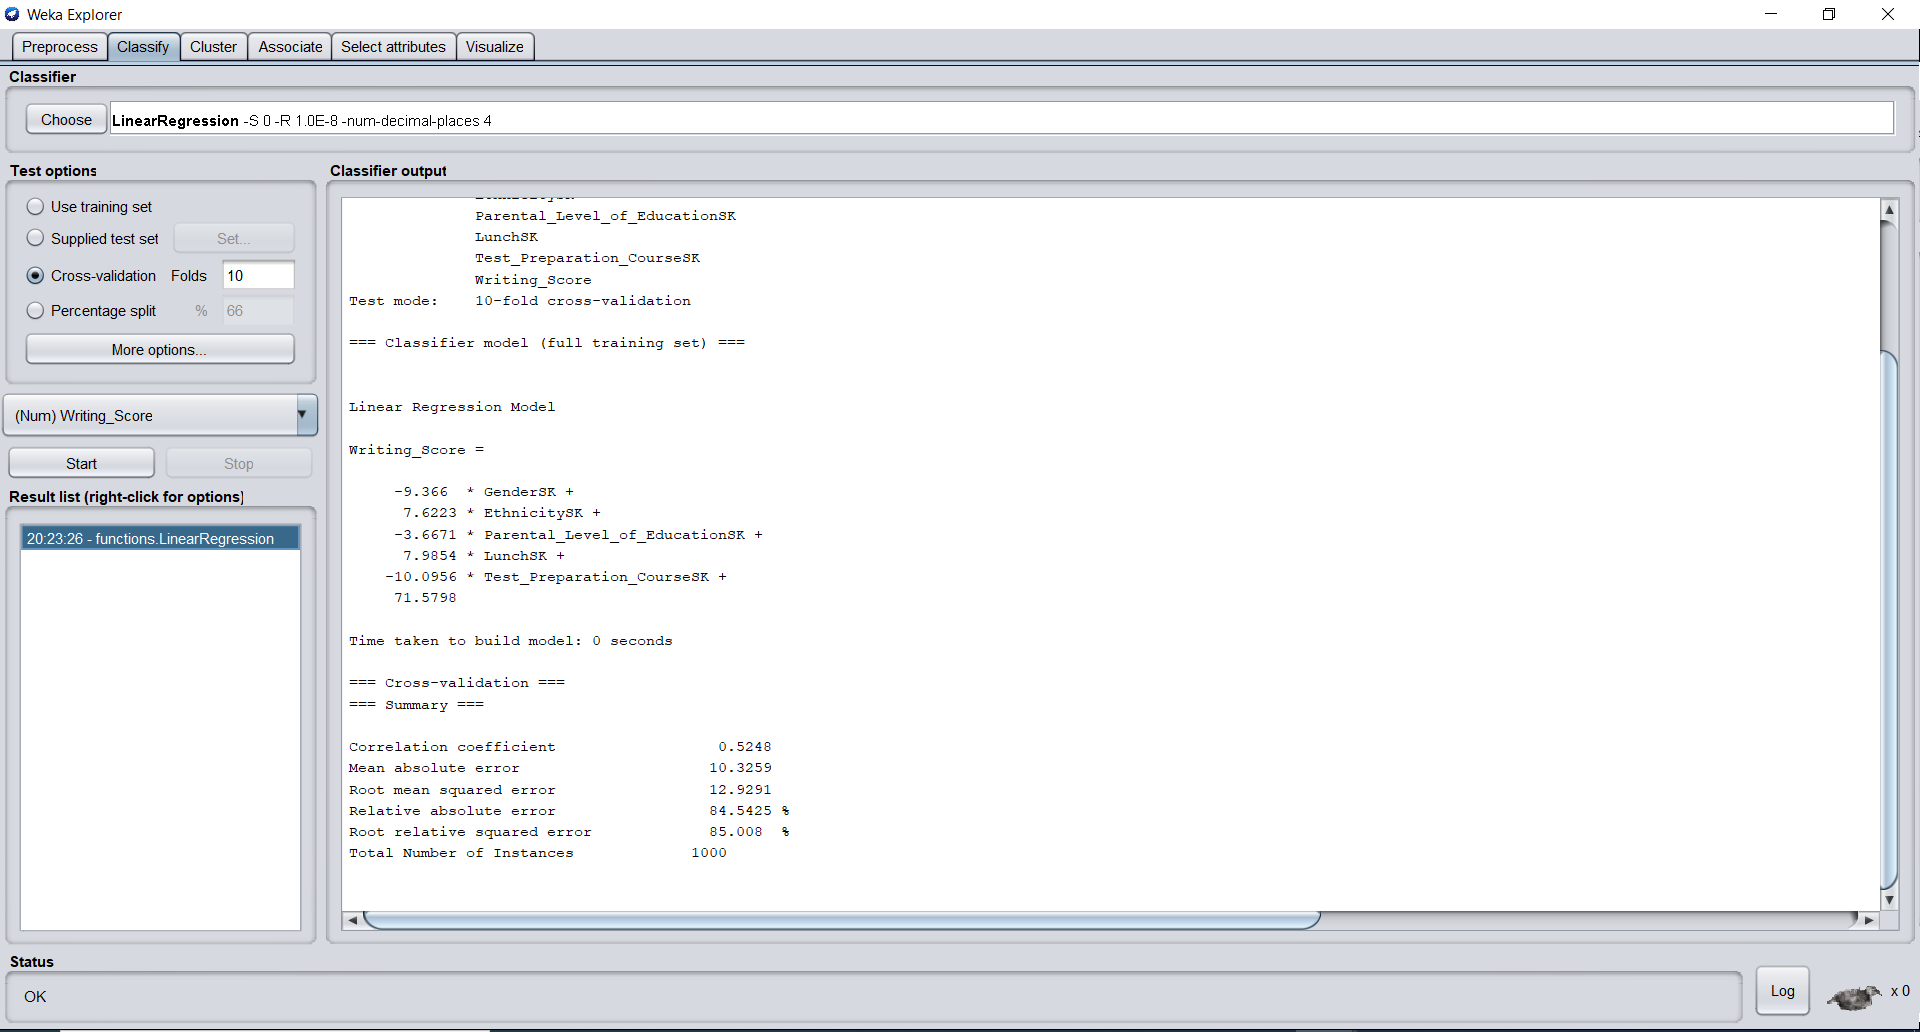 Weka Explorer
Preprocess Classify Cluster Associate Select attributes Visualize
Classifier
Choose LinearRegression -S 0 -R 1.0E-8 -num-decimal-places 4
Test options
Use training set
Supplied test set Set...
Cross-validation Folds 10
Percentage split % 66
More options...
(Num) Writing_Score
Start Stop
Result list (right-click for options)
20:23:26 - functions.LinearRegression
Classifier output
Parental_Level_of_EducationSK
LunchSK
Test_Preparation_CourseSK
Writing_Score
Test mode: 10-fold cross-validation
=== Classifier model (full training set) ===
Linear Regression Model
Writing_Score =
-9.366 * GenderSK +
7.6223 * EthnicitySK +
-3.6671 * Parental_Level_of_EducationSK +
7.9854 * LunchSK +
-10.0956 * Test_Preparation_CourseSK +
71.5798
Time taken to build model: 0 seconds
=== Cross-validation ===
=== Summary ===
Correlation coefficient 0.5248
Mean absolute error 10.3259
Root mean squared error 12.9291
Relative absolute error 84.5425 %
Root relative squared error 85.008 %
Total Number of Instances 1000
Status
OK
Log x 0